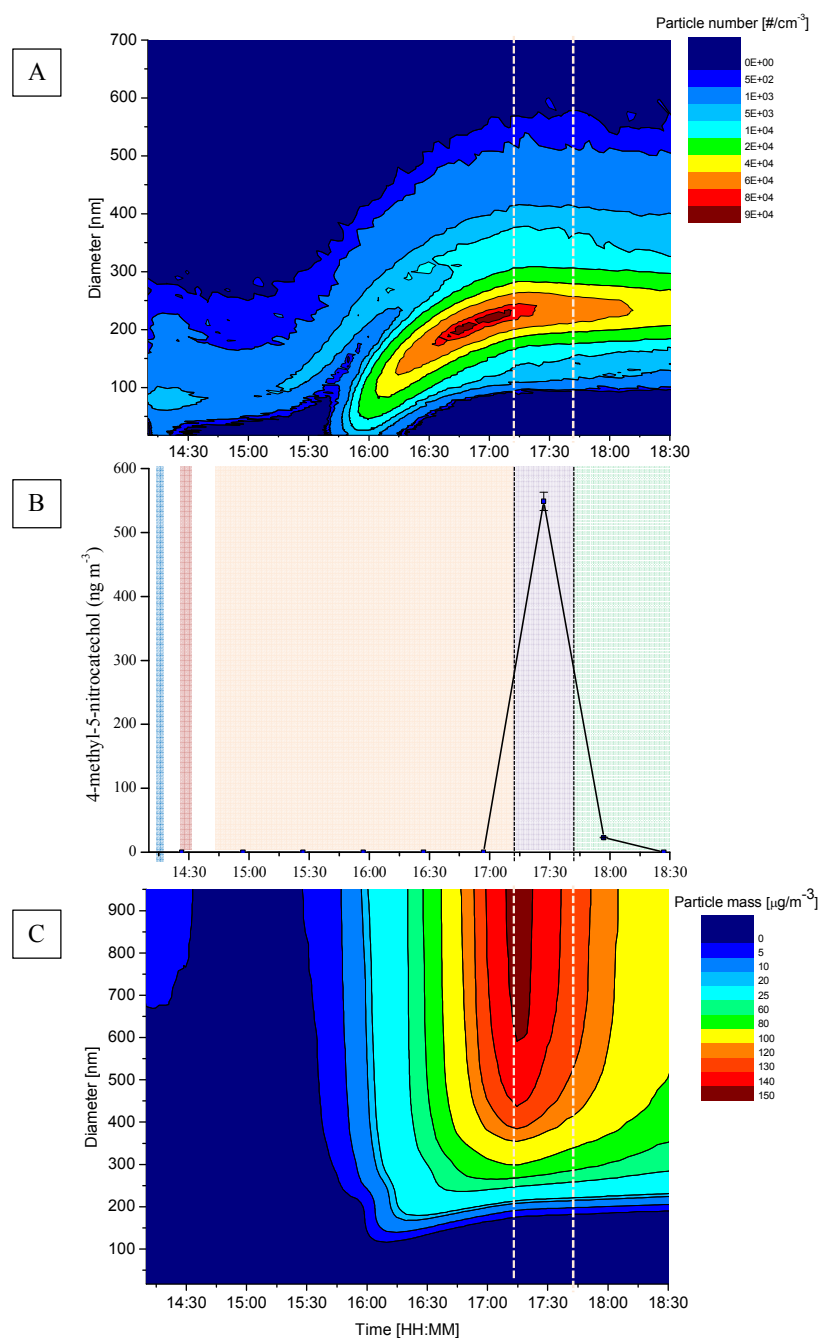 A
Particle number [#/cm-3]
700
600
500
400
300
200
100
Diameter [nm]
0E+00
5E+02
1E+03
5E+03
1E+04
2E+04
4E+04
6E+04
8E+04
9E+04
14:30 15:00 15:30 16:00 16:30 17:00 17:30 18:00 18:30
B
600
500
400
300
200
100
0
4-methyl-5-nitrocatechol (ng m-3)
14:30 15:00 15:30 16:00 16:30 17:00 17:30 18:00 18:30
C
Particle mass [µg/m-3]
900
800
700
600
500
400
300
200
100
Diameter [nm]
0
5
10
20
25
60
80
100
120
130
140
150
14:30 15:00 15:30 16:00 16:30 17:00 17:30 18:00 18:30
Time [HH:MM]